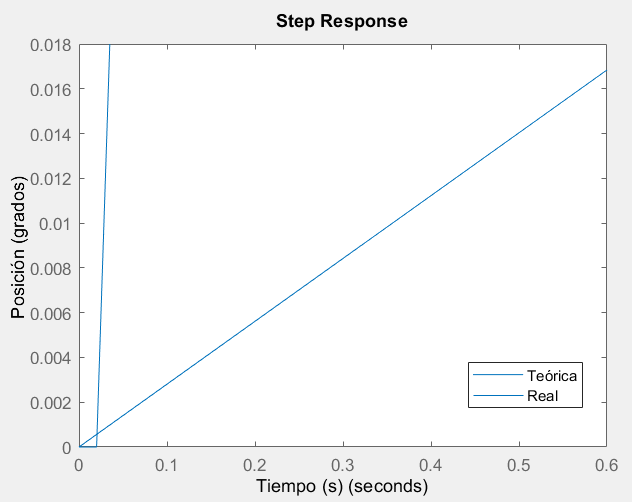 Step Response
0.018
0.016
0.014
0.012
0.01
0.008
0.006
0.004
0.002
0
Posición (grados)
Teórica
Real
0 0.1 0.2 0.3 0.4 0.5 0.6
Tiempo (s) (seconds)